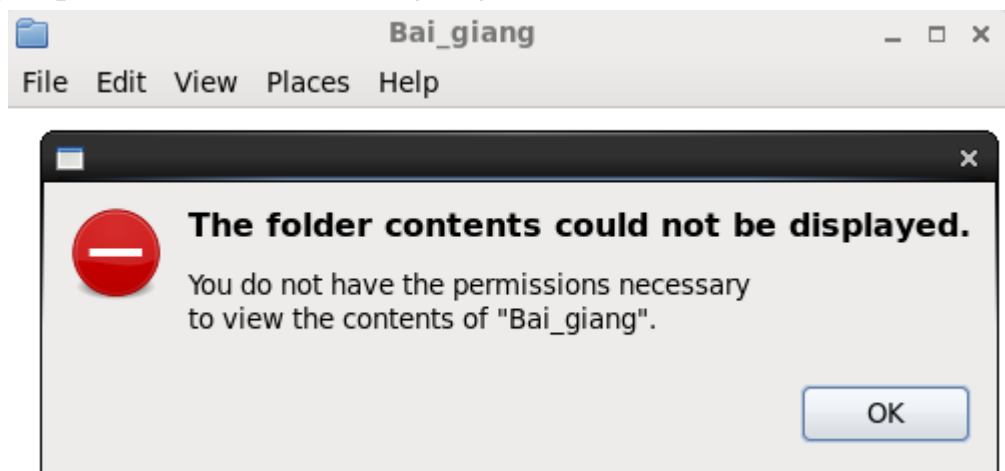 Bai_giang
File Edit View Places Help
The folder contents could not be displayed.
You do not have the permissions necessary
to view the contents of "Bai_giang".
OK